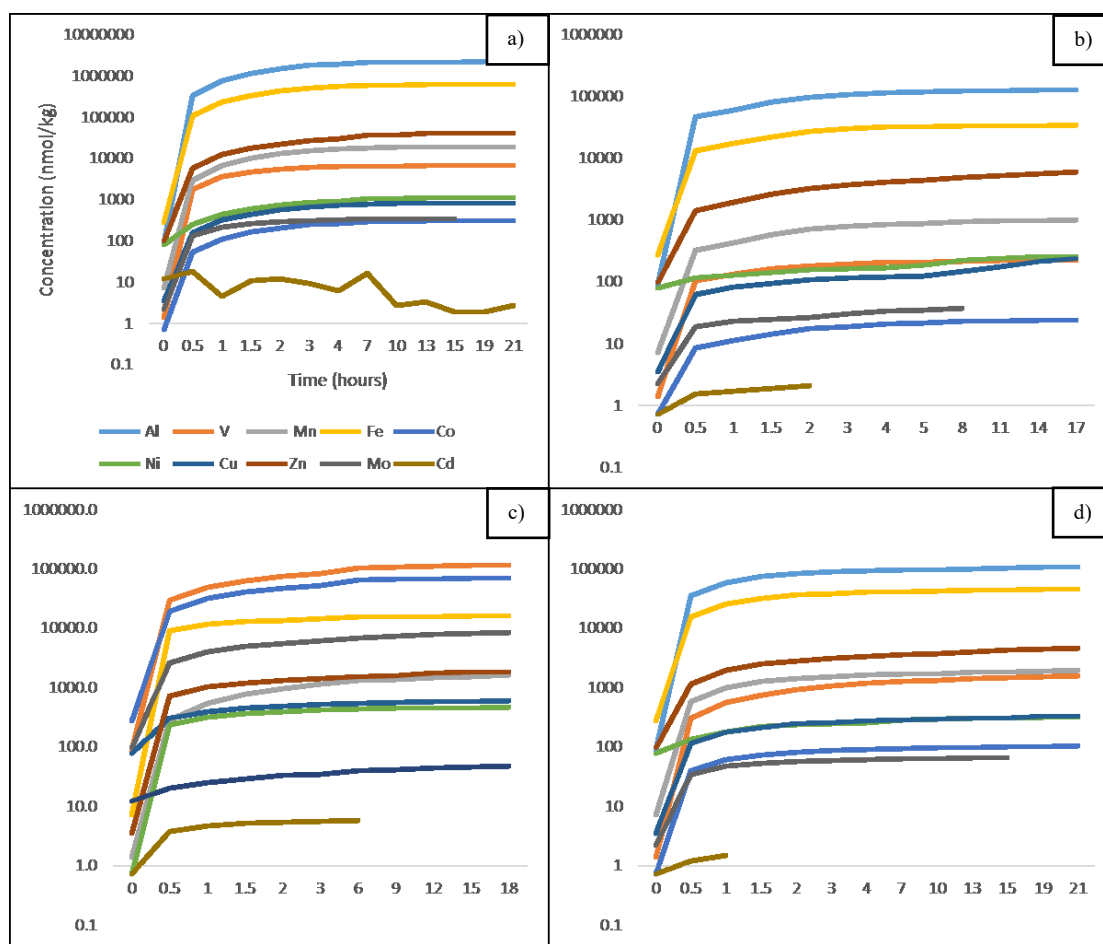 a)
10000000
1000000
100000
10000
1000
100
10
1
0.1
Concentration (nmol/kg)
0 0.5 1 1.5 2 3 4 7 10 13 15 19 21
Time (hours)
Al V Mn Fe Co
Ni Cu Zn Mo Cd
b)
1000000
100000
10000
1000
100
10
1
0.1
0 0.5 1 1.5 2 3 4 5 8 11 14 17
c)
1000000.0
100000.0
10000.0
1000.0
100.0
10.0
1.0
0.1
0 0.5 1 1.5 2 3 6 9 12 15 18
d)
1000000
100000
10000
1000
100
10
1
0.1
0 0.5 1 1.5 2 3 4 7 10 13 15 19 21